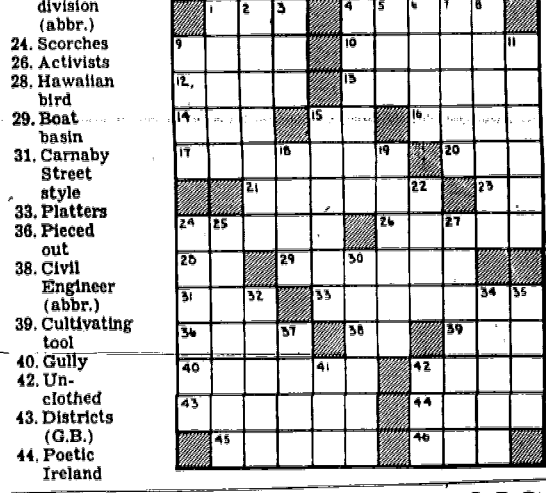 division
(abbr.)
24. Scorches
26. Activists
28. Hawaiian
bird
29. Boat
basin
31. Carnaby
Street
style
33. Platters
36. Pieced
out
38. Civil
Engineer
(abbr.)
39. Cultivating
tool
40. Gully
42. Un-
clothed
43. Districts
(G.B.)
44. Poetic
Ireland
1 2 3 4 5 6 7 8
9 10 11
12. 13
14 15 16
17 18 19 20
21 22 23
24 25 26 27
28 29 30
31 32 33 34 35
36 37 38 39
40 41 42
43 44
45 46